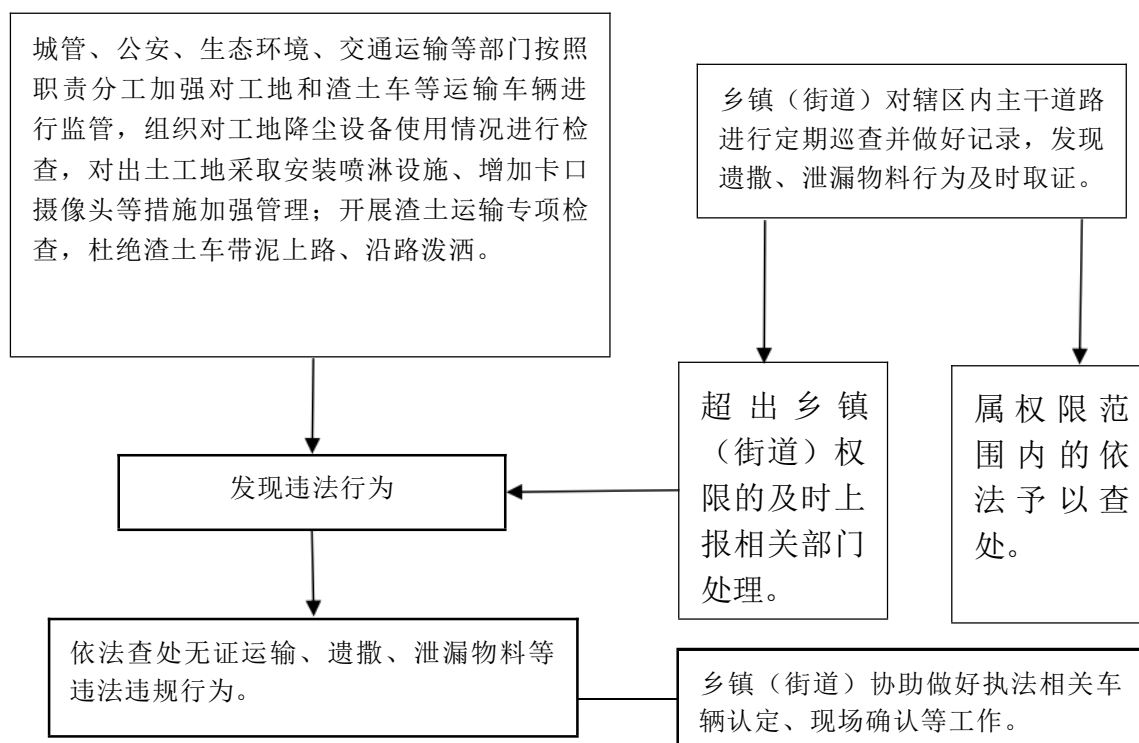 城管、公安、生态环境、交通运输等部门按照
职责分工加强对工地和渣土车等运输车辆进
行监管，组织对工地降尘设备使用情况进行检
查，对出土工地采取安装喷淋设施、增加卡口
摄像头等措施加强管理；开展渣土运输专项检
查，杜绝渣土车带泥上路、沿路泼洒。
乡镇（街道）对辖区内主干道路
进行定期巡查并做好记录，发现
遗撒、泄漏物料行为及时取证。
发现违法行为
超出乡镇
（街道）权
限的及时上
报相关部门
处理。
属权限范
围内的依
法予以查
处。
依法查处无证运输、遗撒、泄漏物料等
违法违规行为。
乡镇（街道）协助做好执法相关车
辆认定、现场确认等工作。